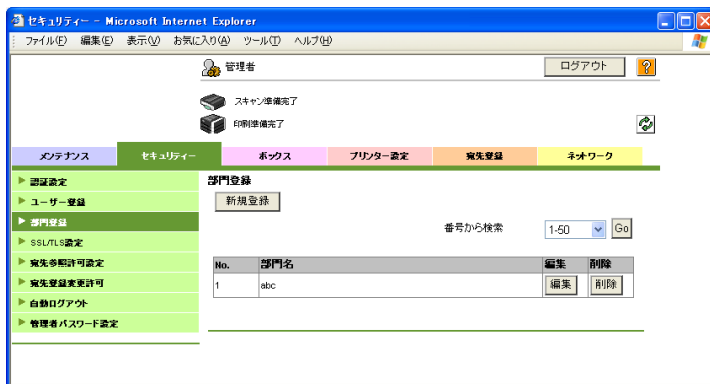 セキュリティー - Microsoft Internet Explorer
ファイル(F) 編集(E) 表示(V) お気に入り(A) ツール(T) ヘルプ(H)
管理者 ログアウト ?
スキャン準備完了
印刷準備完了
メンテナンス セキュリティー ボックス プリンター設定 宛先登録 ネットワーク
認証設定
ユーザー登録
部門登録
SSL/TLS設定
宛先参照許可設定
宛先登録変更許可
自動ログアウト
管理者パスワード設定
部門登録
新規登録
番号から検索 1-50 Go
No. 部門名 編集 削除
1 abc 編集 削除